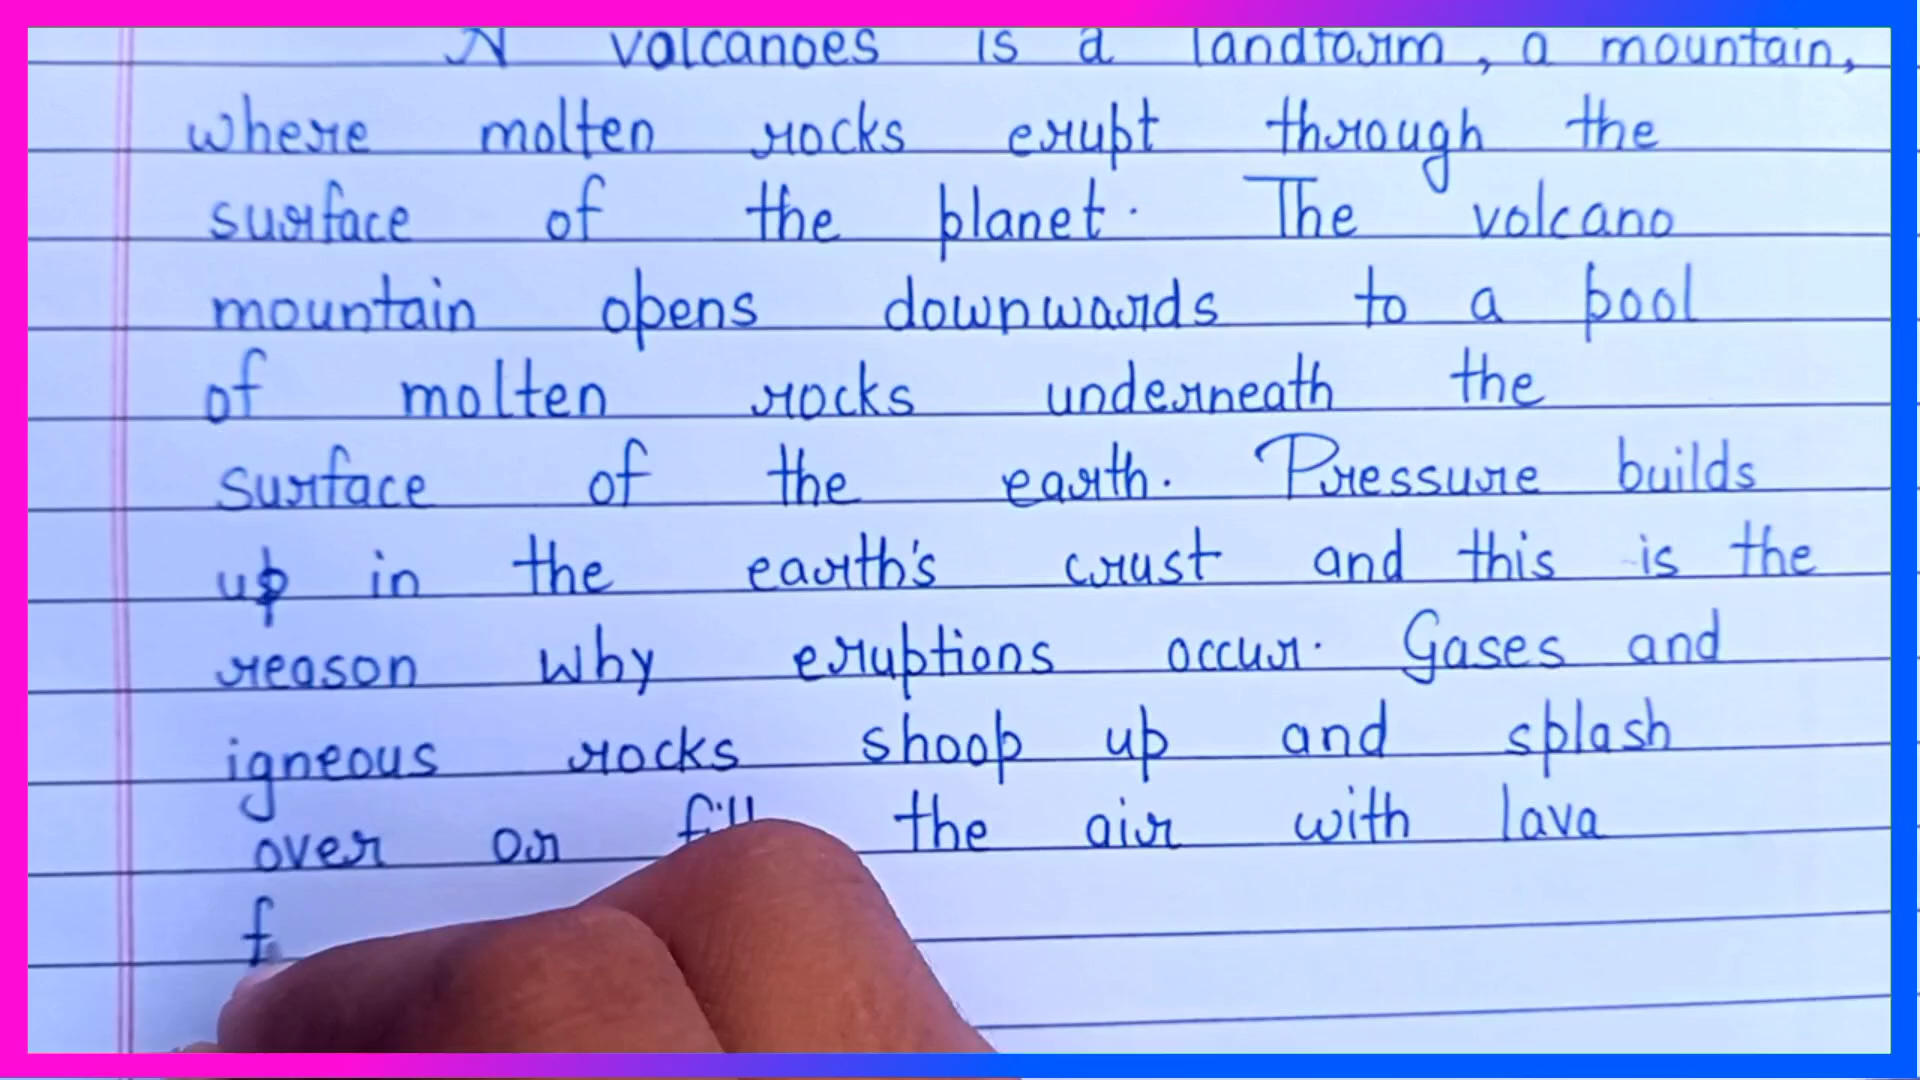 A volcanoes is a landform, a mountain,
where molten rocks erupt through the
surface of the planet. The volcano
mountain opens downwards to a pool
of molten rocks underneath the
surface of the earth. Pressure builds
up in the earth's crust and this is the
reason why eruptions occur. Gases and
igneous rocks shoop up and splash
over or fill the air with lava
f